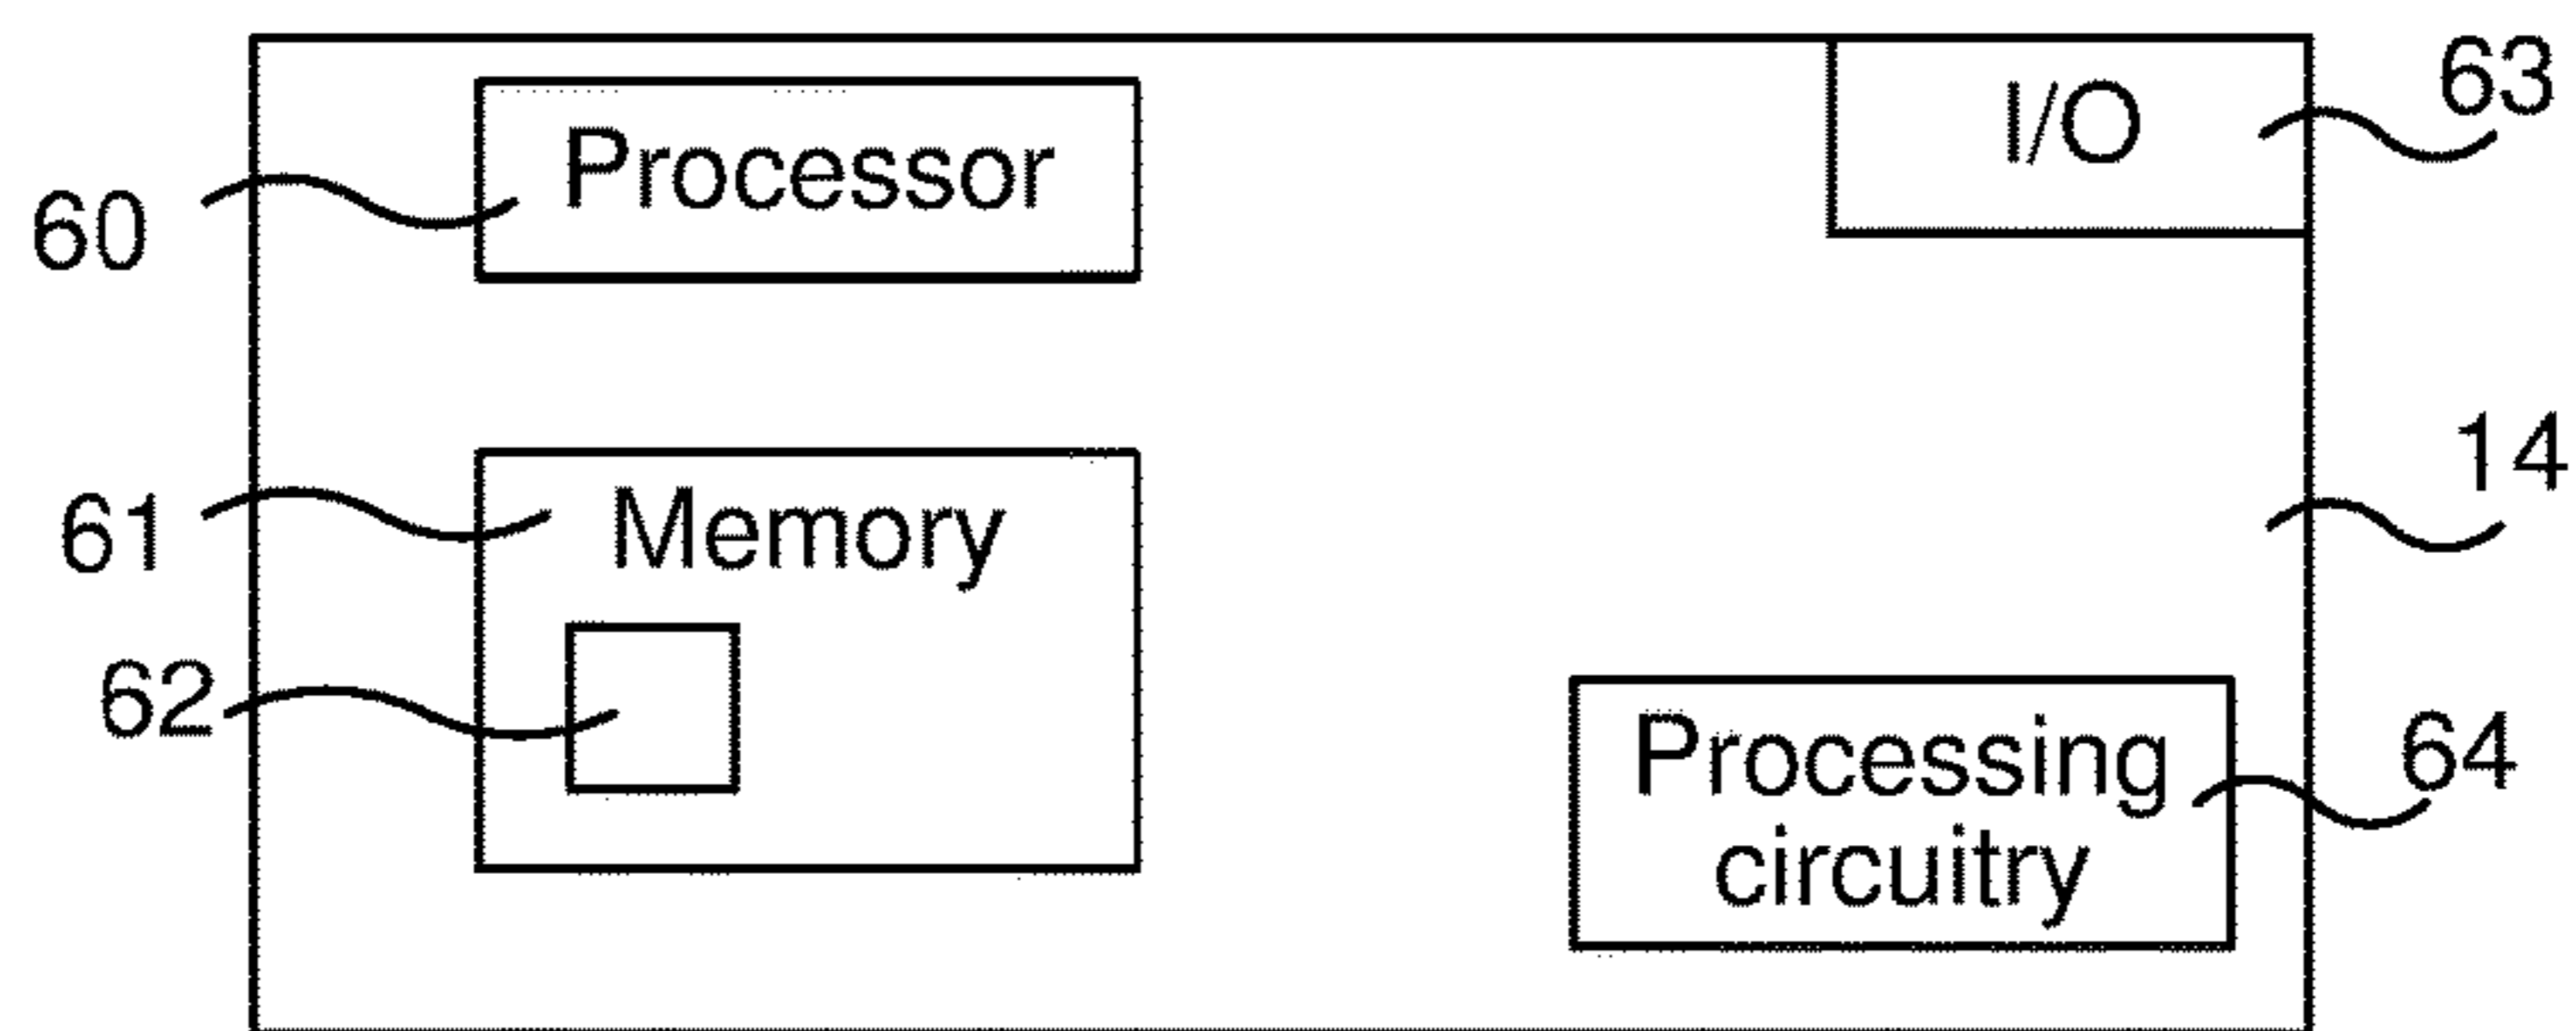 63
I/O
Processor
60
14
61
Memory
62
64
Processing
circuitry